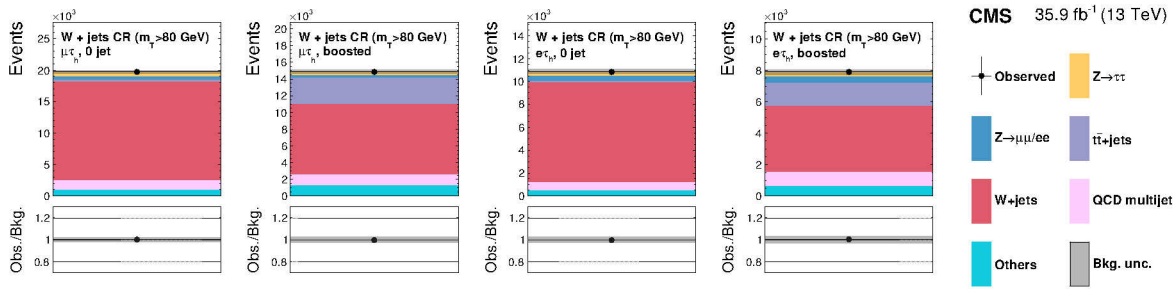 ×10³
Events
W + jets CR (m_T>80 GeV)
μτ_h, 0 jet
25
20
15
10
5
0
Obs./Bkg.
1.2
1
0.8
×10³
Events
W + jets CR (m_T>80 GeV)
μτ_h, boosted
20
18
16
14
12
10
8
6
4
2
0
Obs./Bkg.
1.2
1
0.8
×10³
Events
W + jets CR (m_T>80 GeV)
eτ_h, 0 jet
14
12
10
8
6
4
2
0
Obs./Bkg.
1.2
1
0.8
×10³
Events
W + jets CR (m_T>80 GeV)
eτ_h, boosted
10
8
6
4
2
0
Obs./Bkg.
1.2
1
0.8
CMS 35.9 fb⁻¹ (13 TeV)
Observed
Z→ττ
Z→μμ/ee
tt̄+jets
W+jets
QCD multijet
Others
Bkg. unc.